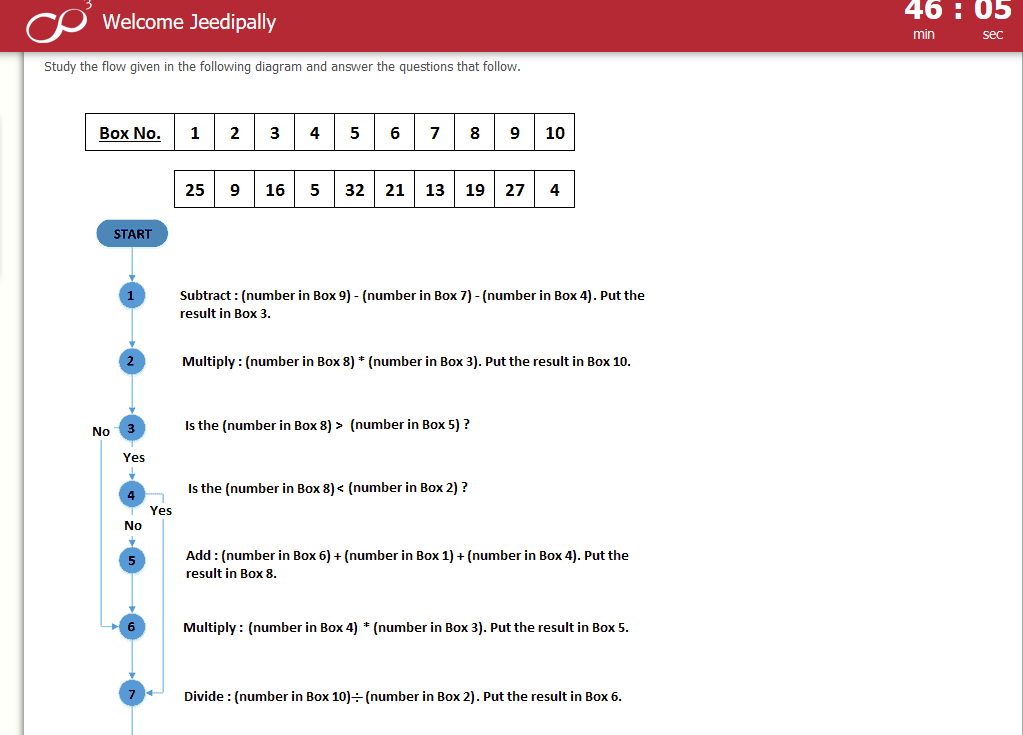 3
Welcome Jeedipally
46 : 05
min sec
Study the flow given in the following diagram and answer the questions that follow.
Box No. 1 2 3 4 5 6 7 8 9 10
25 9 16 5 32 21 13 19 27 4
START
1 Subtract : (number in Box 9) - (number in Box 7) - (number in Box 4). Put the
result in Box 3.
2 Multiply : (number in Box 8) * (number in Box 3). Put the result in Box 10.
No 3 Is the (number in Box 8) > (number in Box 5) ?
Yes
4 Is the (number in Box 8) < (number in Box 2) ?
Yes
No
5 Add : (number in Box 6) + (number in Box 1) + (number in Box 4). Put the
result in Box 8.
6 Multiply : (number in Box 4) * (number in Box 3). Put the result in Box 5.
7 Divide : (number in Box 10) ÷ (number in Box 2). Put the result in Box 6.